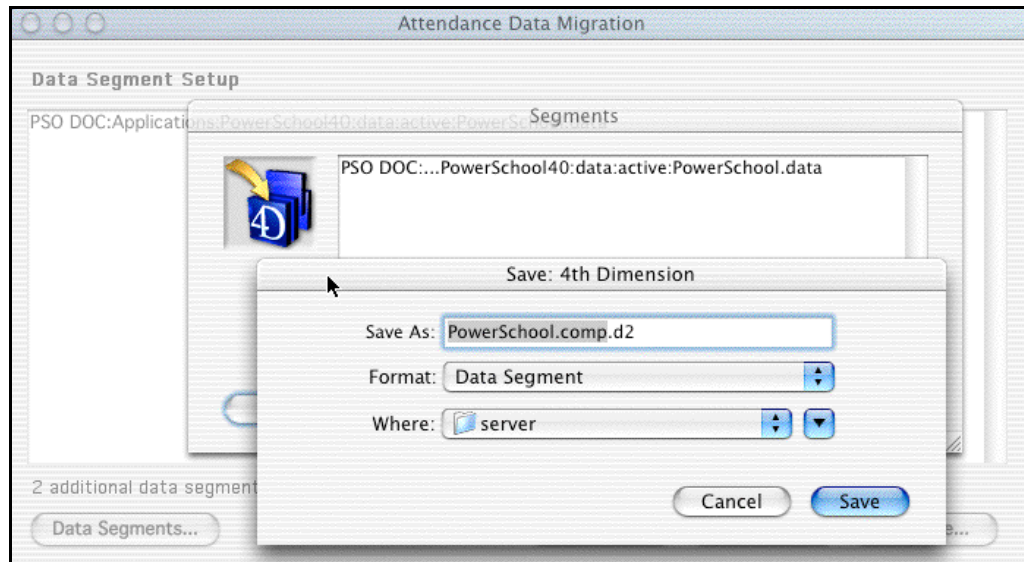 Attendance Data Migration
Data Segment Setup
PSO DOC:Applications:PowerSchool40:data:active:PowerSchool.data
Segments
4D
PSO DOC:...PowerSchool40:data:active:PowerSchool.data
Save: 4th Dimension
Save As: PowerSchool.comp.d2
Format: Data Segment
Where: server
2 additional data segment
Cancel
Save
Data Segments...